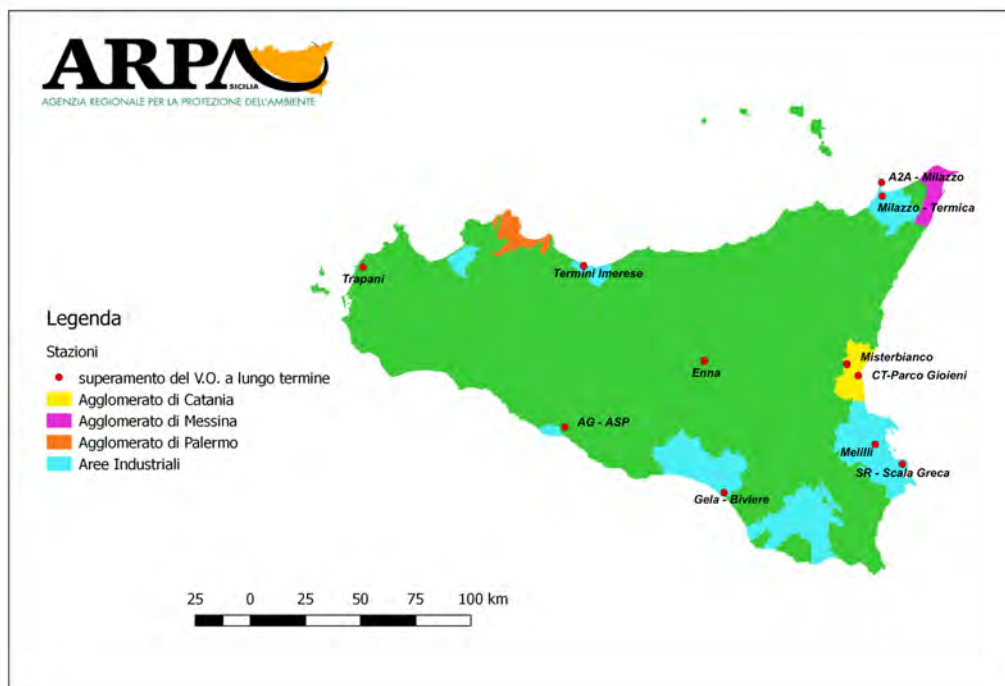 ARPA
SICILIA
AGENZIA REGIONALE PER LA PROTEZIONE DELL'AMBIENTE
A2A - Milazzo
Milazzo - Termica
Trapani
Termini Imerese
Legenda
Stazioni
superamento del V.O. a lungo termine
Agglomerato di Catania
Agglomerato di Messina
Agglomerato di Palermo
Aree Industriali
Enna
Misterbianco
CT-Parco Gioieni
AG - ASP
Melilli
SR - Scala Greca
Gela - Biviere
25 0 25 50 75 100 km